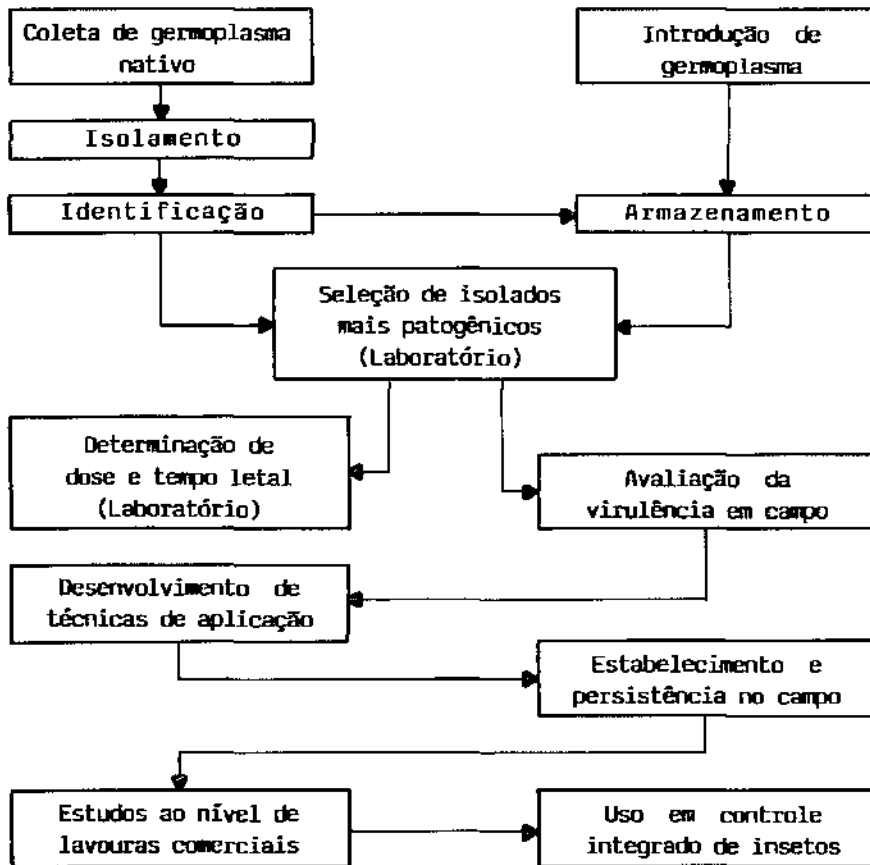 Coleta de germoplasma
nativo
Introdução de
germoplasma
Isolamento
Identificação
Armazenamento
Seleção de isolados
mais patogênicos
(Laboratório)
Determinação de
dose e tempo letal
(Laboratório)
Avaliação da
virulência em campo
Desenvolvimento de
técnicas de aplicação
Estabelecimento e
persistência no campo
Estudos ao nível de
lavouras comerciais
Uso em controle
integrado de insetos